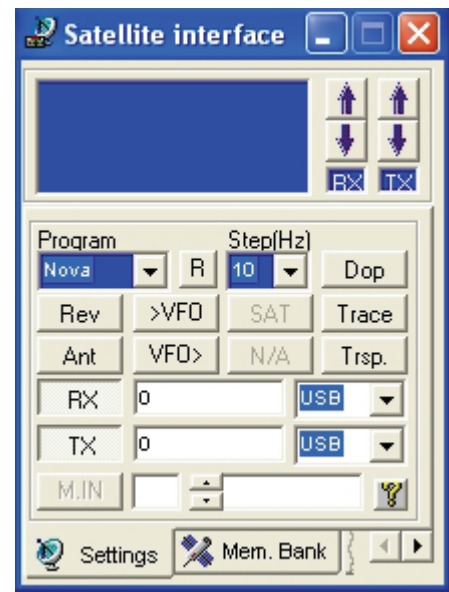 Satellite interface
RX TX
Program Step(Hz)
Nova R 10 Dop
Rev >VFO SAT Trace
Ant VFO> N/A Trsp.
RX 0 USB
TX 0 USB
M.IN ?
Settings Mem. Bank